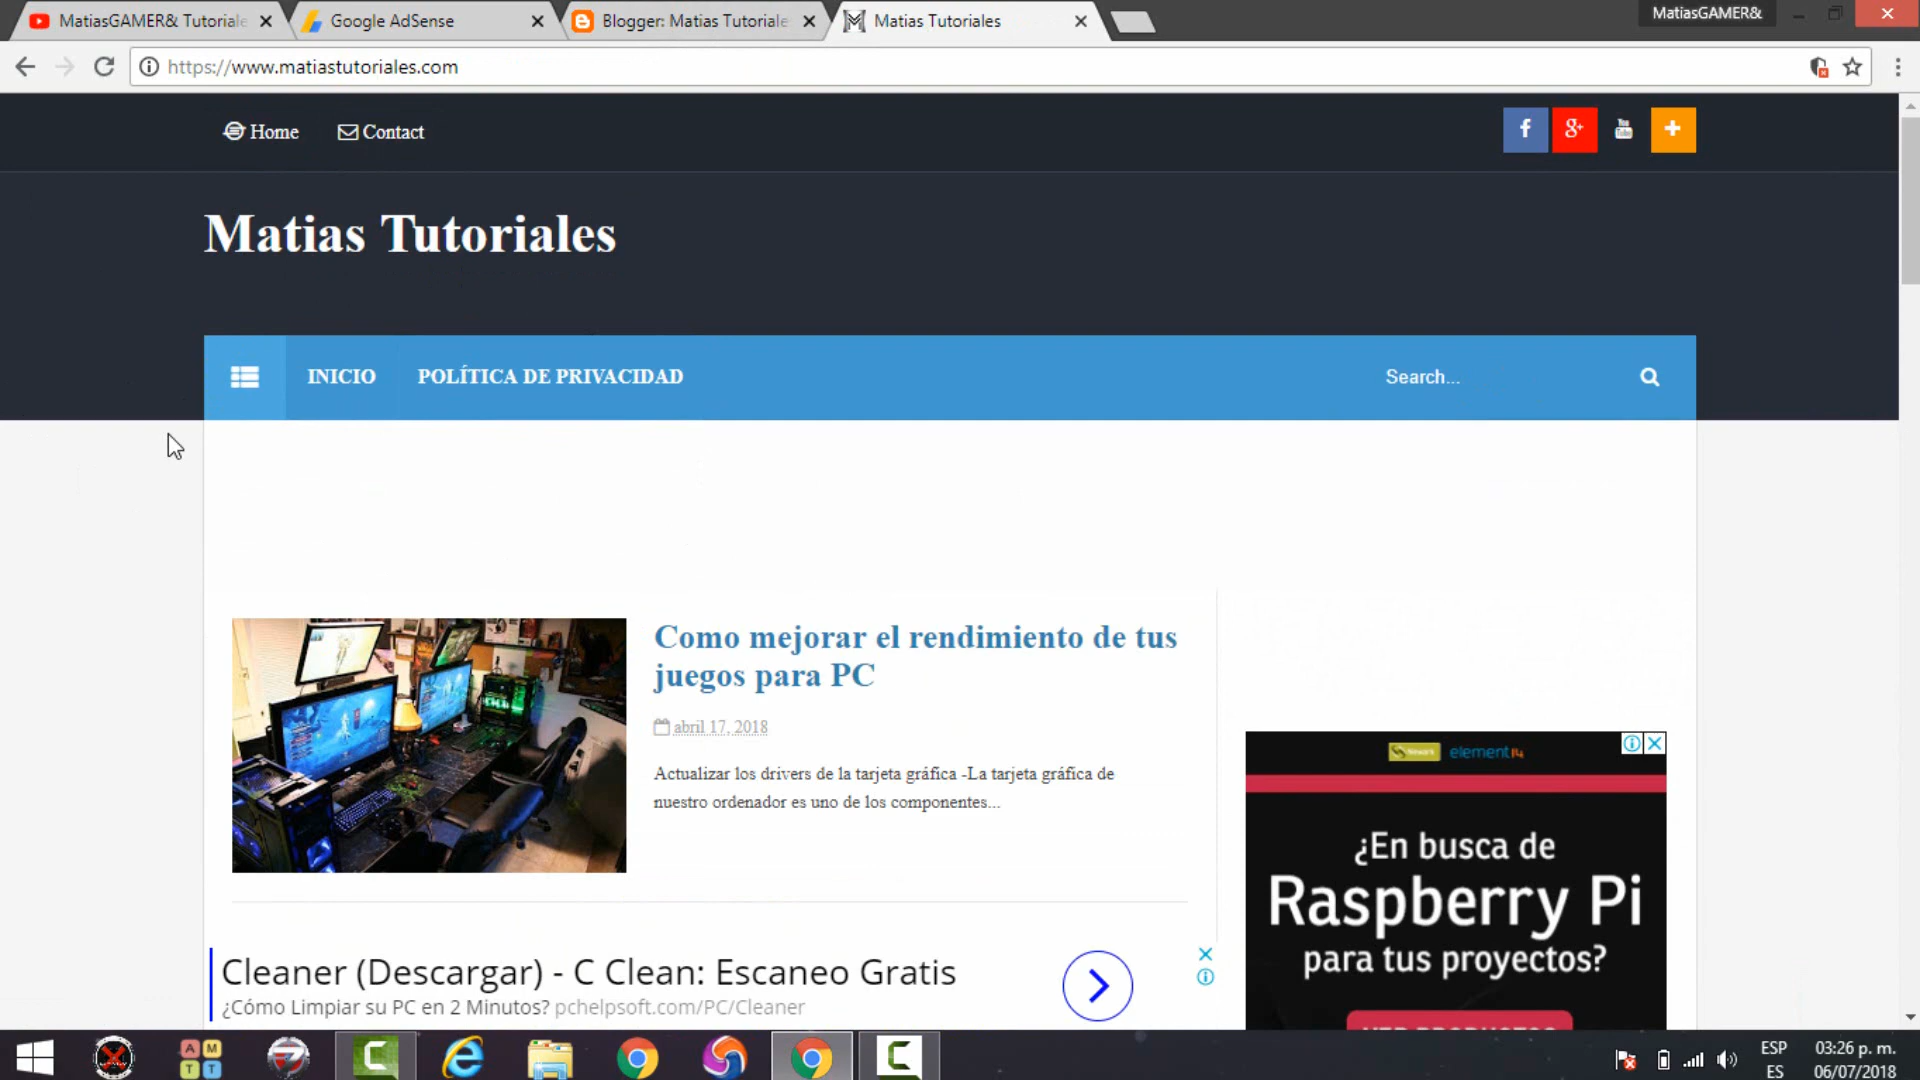 MatiasGAMER& Tutoriale
Google AdSense
Blogger: Matias Tutoriale
Matias Tutoriales
MatiasGAMER&
https://www.matiastutoriales.com
Home
Contact
Matias Tutoriales
INICIO
POLÍTICA DE PRIVACIDAD
Search...
Como mejorar el rendimiento de tus
juegos para PC
abril 17, 2018
Actualizar los drivers de la tarjeta gráfica -La tarjeta gráfica de
nuestro ordenador es uno de los componentes...
Newark element14
¿En busca de
Raspberry Pi
para tus proyectos?
VER PRODUCTOS
Cleaner (Descargar) - C Clean: Escaneo Gratis
¿Cómo Limpiar su PC en 2 Minutos? pchelpsoft.com/PC/Cleaner
A M
T T
ESP
ES
03:26 p. m.
06/07/2018